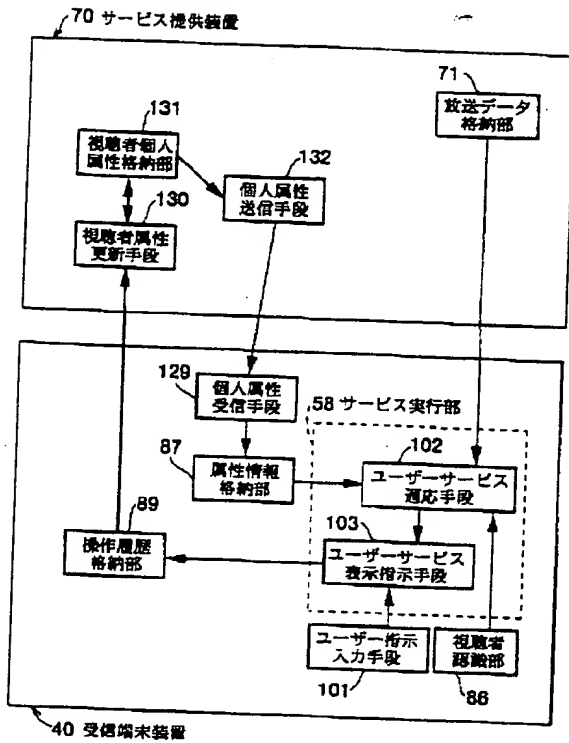 70 サービス提供装置
71
放送データ
格納部
131
視聴者個人
属性格納部
132
個人属性
送信手段
130
視聴者属性
更新手段
129
個人属性
受信手段
58 サービス実行部
87
属性情報
格納部
102
ユーザーサービス
適応手段
89
操作履歴
格納部
103
ユーザーサービス
表示指示手段
ユーザー指示
入力手段
101
視聴者
認識部
86
40 受信端末装置